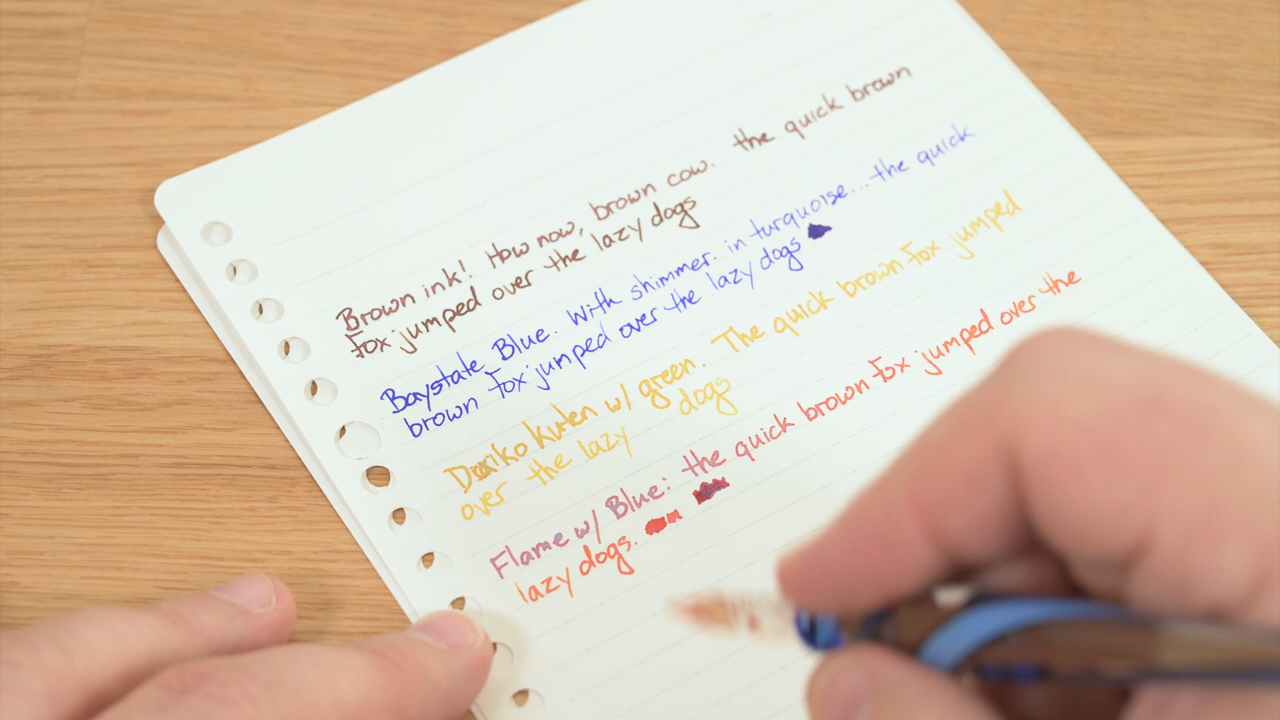 Brown ink! How now, brown cow. the quick brown
fox jumped over the lazy dogs
Baystate Blue. With shimmer. in turquoise... the quick
brown fox jumped over the lazy dogs
Kuten w/ green. The quick brown fox jumped
over the lazy dogs
Flame w/ Blue: the quick brown fox jumped over the
lazy dogs.